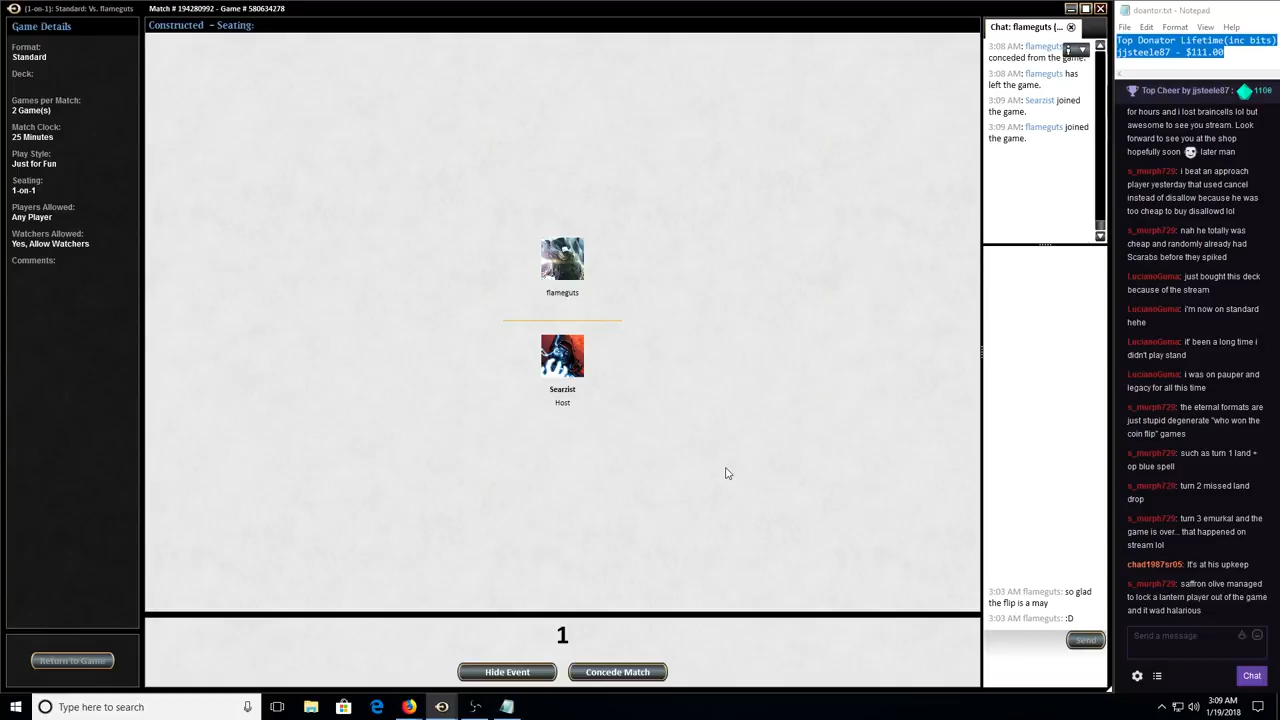 (1-on-1): Standard: Vs. flameguts
Match # 194280992 - Game # 580634278
Game Details
Format:
Standard
Deck:
Games per Match:
2 Game(s)
Match Clock:
25 Minutes
Play Style:
Just for Fun
Seating:
1-on-1
Players Allowed:
Any Player
Watchers Allowed:
Yes, Allow Watchers
Comments:
Return to Game
Constructed - Seating:
flameguts
Searzist
Host
1
Hide Event
Concede Match
Chat: flameguts (...
3:08 AM: flameguts
conceded from the game.
3:08 AM: flameguts has
left the game.
3:09 AM: Searzist joined
the game.
3:09 AM: flameguts joined
the game.
3:03 AM flameguts: so glad
the flip is a may
3:03 AM flameguts: :D
Send
doantor.txt - Notepad
File Edit Format View Help
Top Donator Lifetime(inc bits)
jjsteele87 - $111.00
Top Cheer by jjsteele87 : 1100
for hours and i lost braincells lol but
awesome to see you stream. Look
forward to see you at the shop
hopefully soon later man
s_murph729: i beat an approach
player yesterday that used cancel
instead of disallow because he was
too cheap to buy disallowd lol
s_murph729: nah he totally was
cheap and randomly already had
Scarabs before they spiked
LucianoGuma: just bought this deck
because of the stream
LucianoGuma: i'm now on standard
hehe
LucianoGuma: it' been a long time i
didn't play stand
LucianoGuma: i was on pauper and
legacy for all this time
s_murph729: the eternal formats are
just stupid degenerate "who won the
coin flip" games
s_murph729: such as turn 1 land +
op blue spell
s_murph729: turn 2 missed land
drop
s_murph729: turn 3 emurkal and the
game is over... that happened on
stream lol
chad1987sr05: It's at his upkeep
s_murph729: saffron olive managed
to lock a lantern player out of the game
and it wad halarious
Send a message
Chat
Type here to search
3:09 AM
1/19/2018